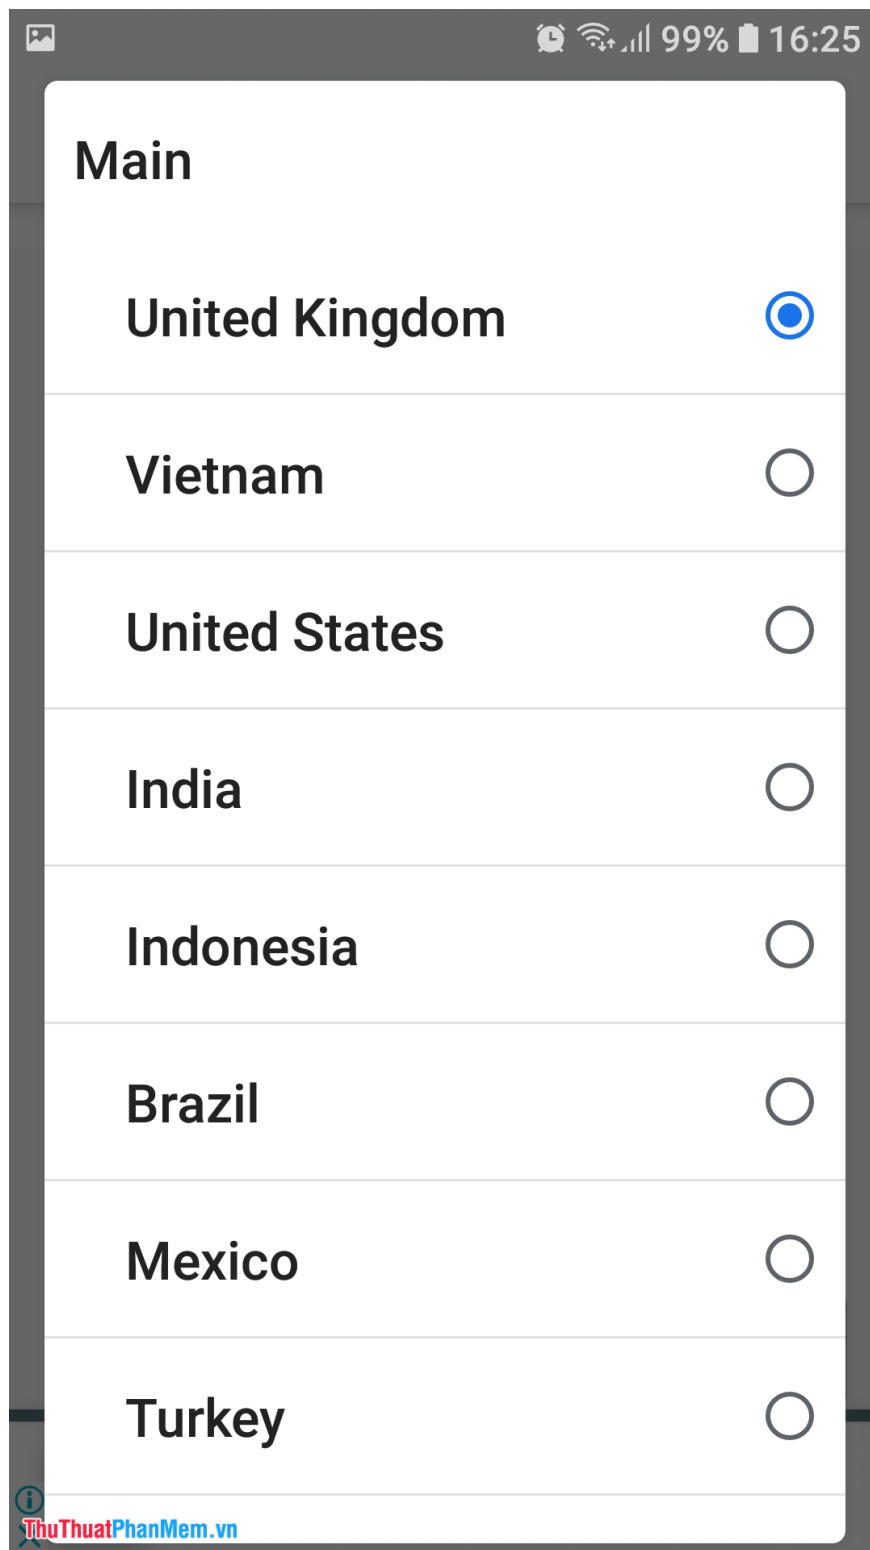 99% 16:25
Main
United Kingdom
Vietnam
United States
India
Indonesia
Brazil
Mexico
Turkey
ThuThuatPhanMem.vn